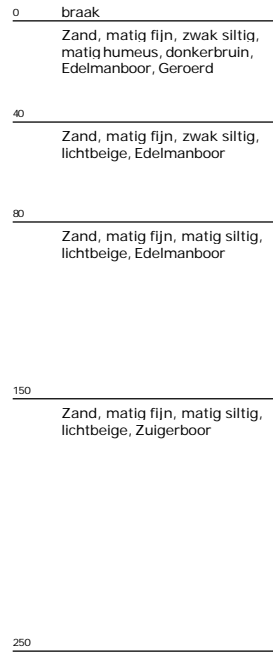 0 braak
Zand, matig fijn, zwak siltig,
matig humeus, donkerbruin,
Edelmanboor, Geroerd
40
Zand, matig fijn, zwak siltig,
lichtbeige, Edelmanboor
80
Zand, matig fijn, matig siltig,
lichtbeige, Edelmanboor
150
Zand, matig fijn, matig siltig,
lichtbeige, Zuigerboor
250